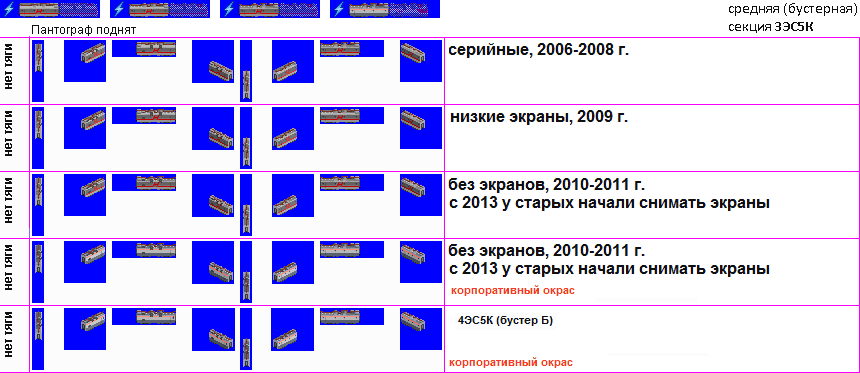 средняя (бустерная)
секция 3ЭС5К
Пантограф поднят
нет тяги
серийные, 2006-2008 г.
нет тяги
низкие экраны, 2009 г.
нет тяги
без экранов, 2010-2011 г.
с 2013 у старых начали снимать экраны
нет тяги
без экранов, 2010-2011 г.
с 2013 у старых начали снимать экраны
корпоративный окрас
нет тяги
4ЭС5К (бустер Б)
корпоративный окрас